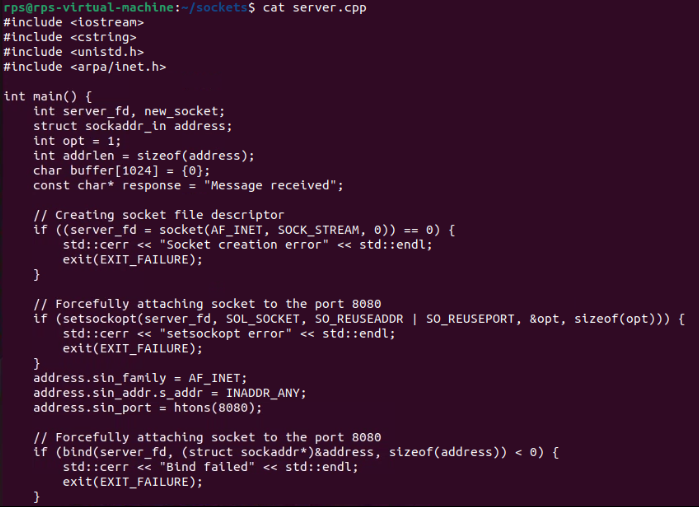 rps@rps-virtual-machine:~/sockets$ cat server.cpp
#include <iostream>
#include <cstring>
#include <unistd.h>
#include <arpa/inet.h>

int main() {
    int server_fd, new_socket;
    struct sockaddr_in address;
    int opt = 1;
    int addrlen = sizeof(address);
    char buffer[1024] = {0};
    const char* response = "Message received";

    // Creating socket file descriptor
    if ((server_fd = socket(AF_INET, SOCK_STREAM, 0)) == 0) {
        std::cerr << "Socket creation error" << std::endl;
        exit(EXIT_FAILURE);
    }

    // Forcefully attaching socket to the port 8080
    if (setsockopt(server_fd, SOL_SOCKET, SO_REUSEADDR | SO_REUSEPORT, &opt, sizeof(opt))) {
        std::cerr << "setsockopt error" << std::endl;
        exit(EXIT_FAILURE);
    }
    address.sin_family = AF_INET;
    address.sin_addr.s_addr = INADDR_ANY;
    address.sin_port = htons(8080);

    // Forcefully attaching socket to the port 8080
    if (bind(server_fd, (struct sockaddr*)&address, sizeof(address)) < 0) {
        std::cerr << "Bind failed" << std::endl;
        exit(EXIT_FAILURE);
    }